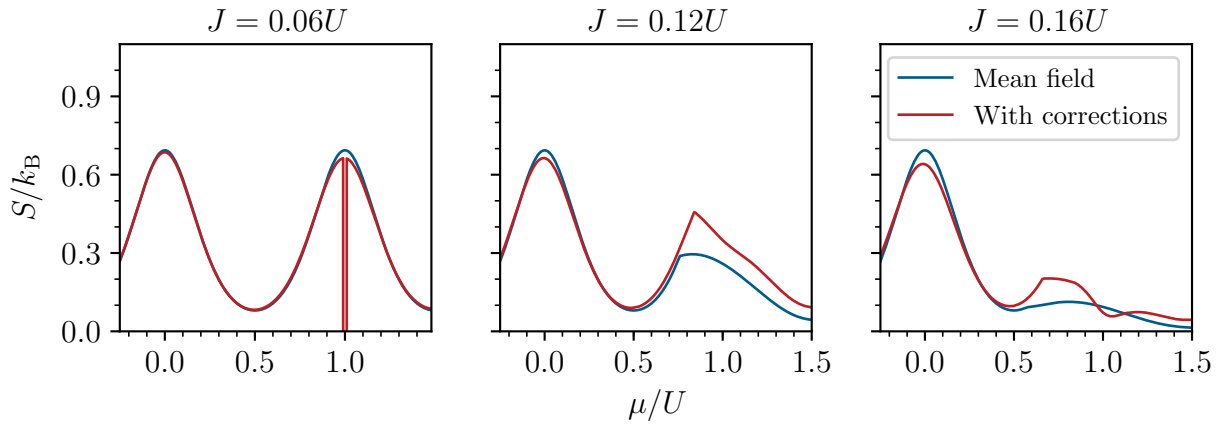 J = 0.06U
J = 0.12U
J = 0.16U
S/k_B
0.9
0.6
0.3
0.0
Mean field
With corrections
0.0 0.5 1.0
0.0 0.5 1.0 1.5
0.0 0.5 1.0 1.5
μ/U